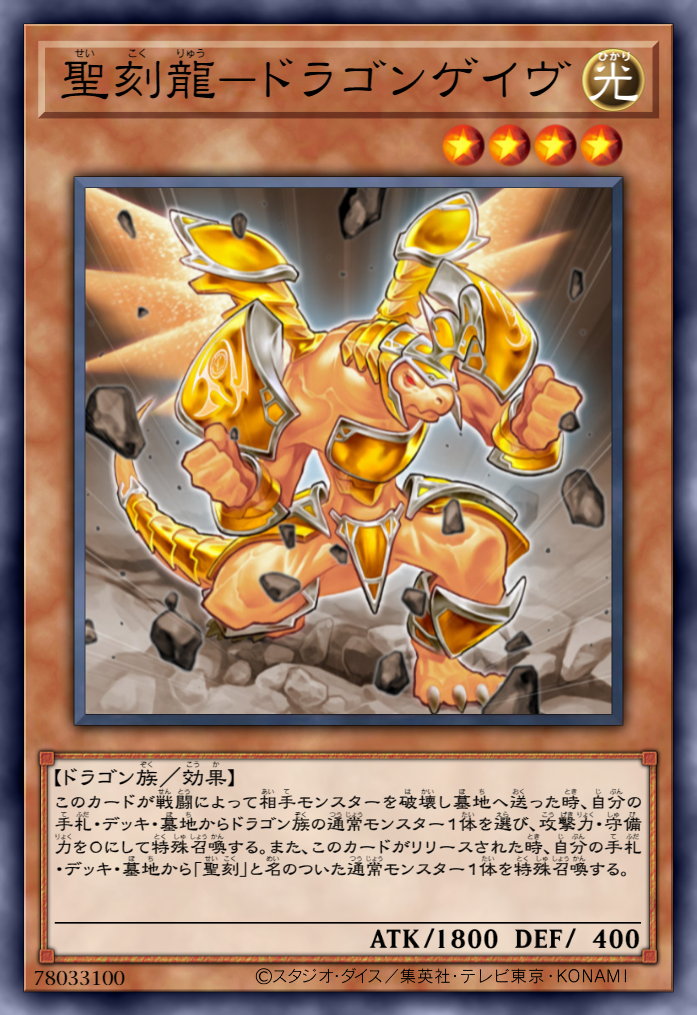 聖刻龍－ドラゴンゲイヴ
光
【ドラゴン族／効果】
このカードが戦闘によって相手モンスターを破壊し墓地へ送った時、自分の
手札・デッキ・墓地からドラゴン族の通常モンスター１体を選び、攻撃力・守備
力を０にして特殊召喚する。また、このカードがリリースされた時、自分の手札
・デッキ・墓地から「聖刻」と名のついた通常モンスター１体を特殊召喚する。
ATK/1800 DEF/ 400
78033100
©スタジオ・ダイス／集英社・テレビ東京・KONAMI